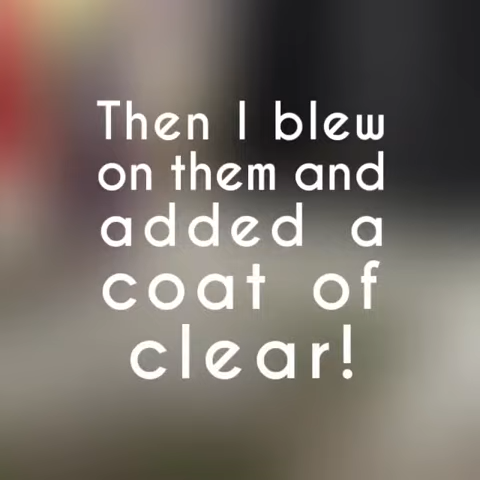 Then I blew
on them and
added a
coat of
clear!